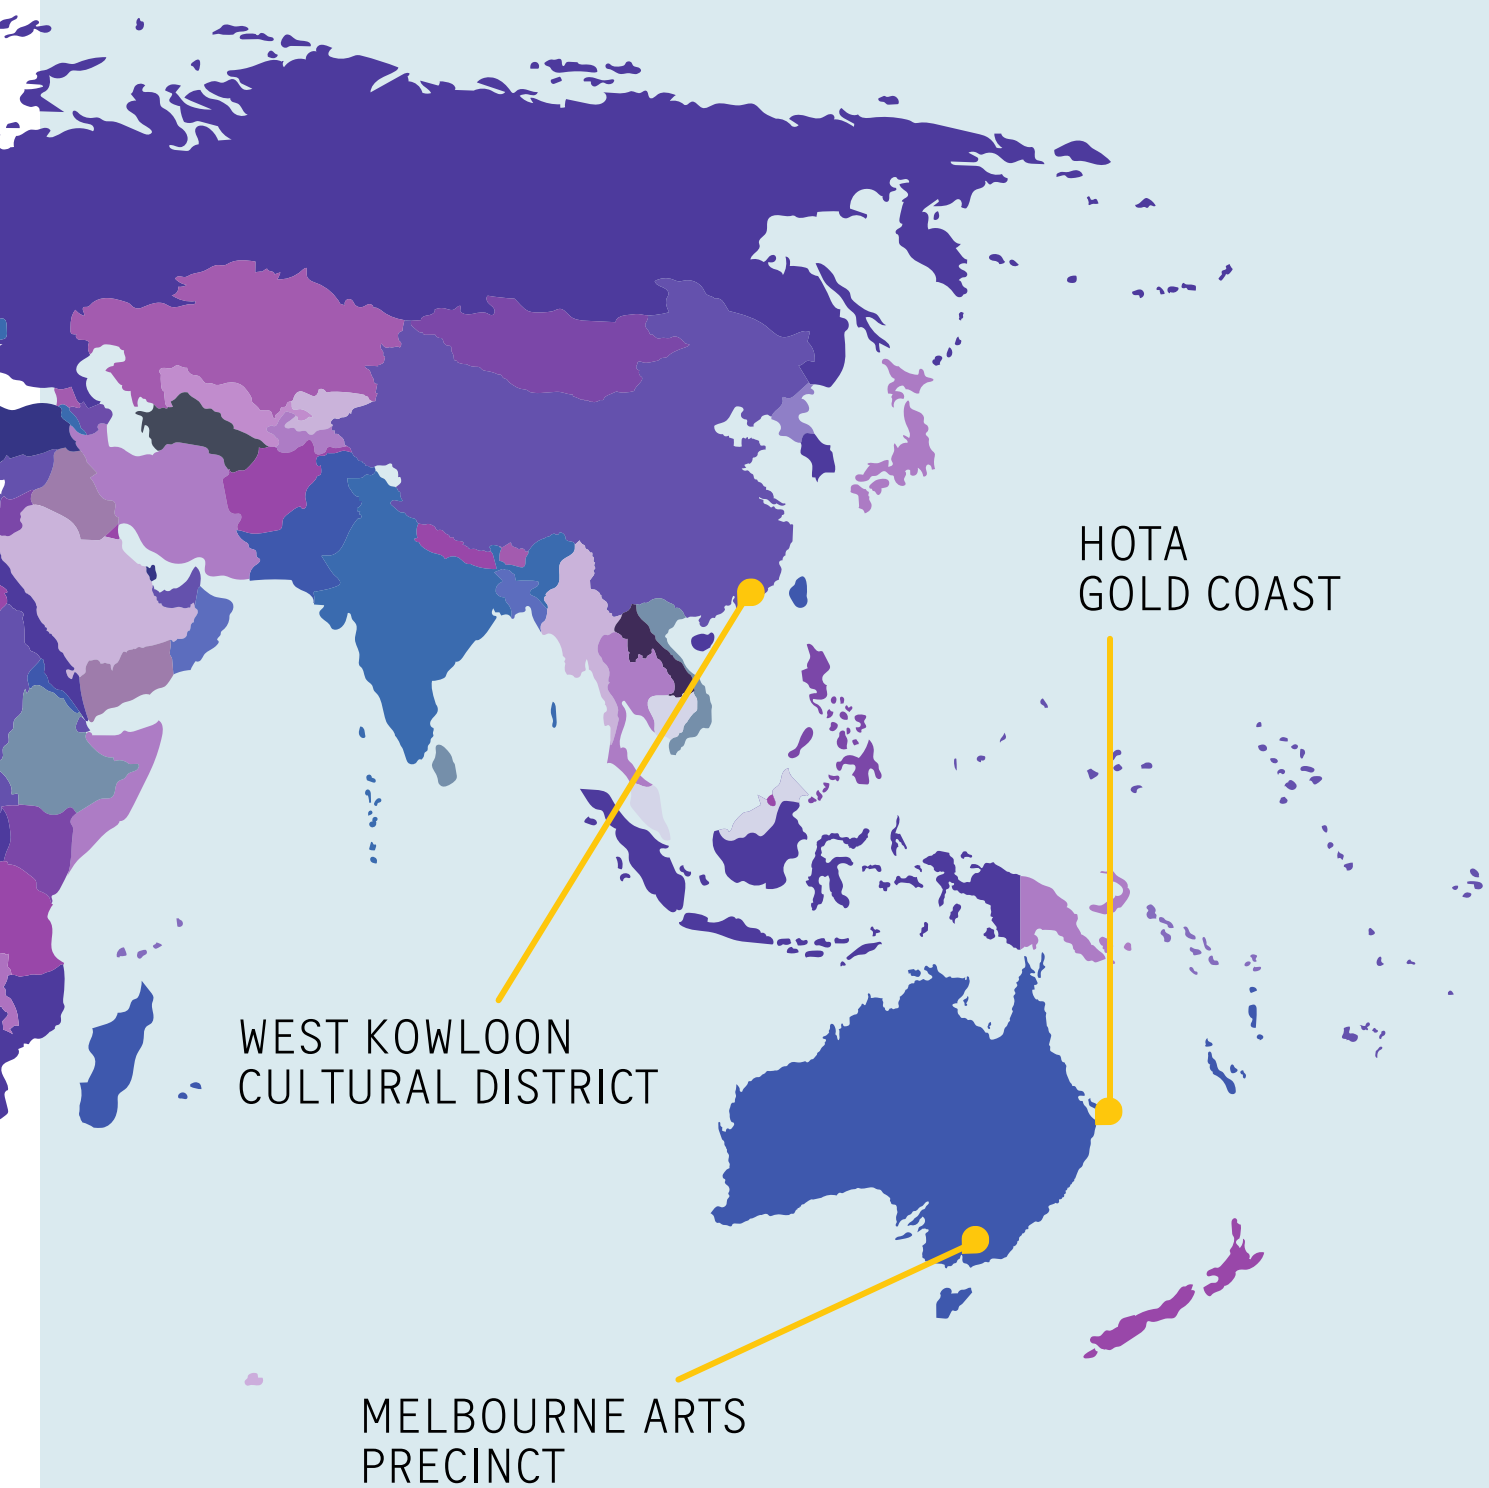 HOTA
GOLD COAST
WEST KOWLOON
CULTURAL DISTRICT
MELBOURNE ARTS
PRECINCT